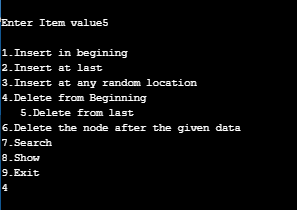 Enter Item value5
1.Insert in begining
2.Insert at last
3.Insert at any random location
4.Delete from Beginning
5.Delete from last
6.Delete the node after the given data
7.Search
8.Show
9.Exit
4